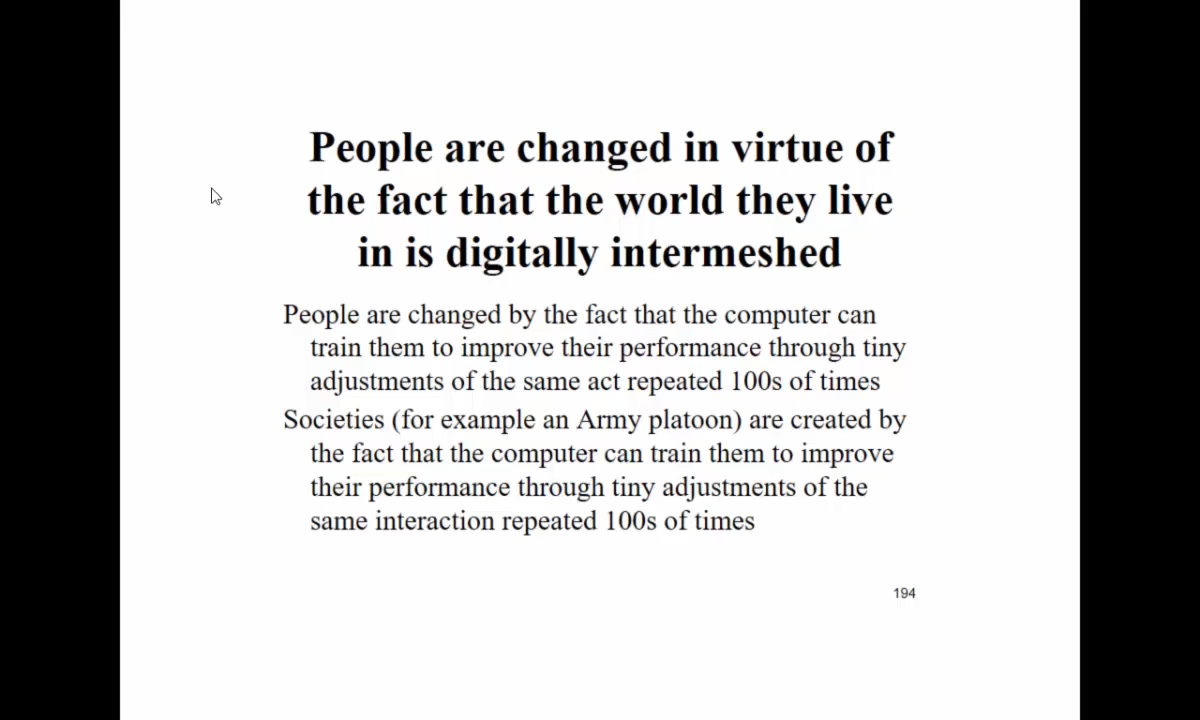 People are changed in virtue of
the fact that the world they live
in is digitally intermeshed
People are changed by the fact that the computer can
train them to improve their performance through tiny
adjustments of the same act repeated 100s of times
Societies (for example an Army platoon) are created by
the fact that the computer can train them to improve
their performance through tiny adjustments of the
same interaction repeated 100s of times
194